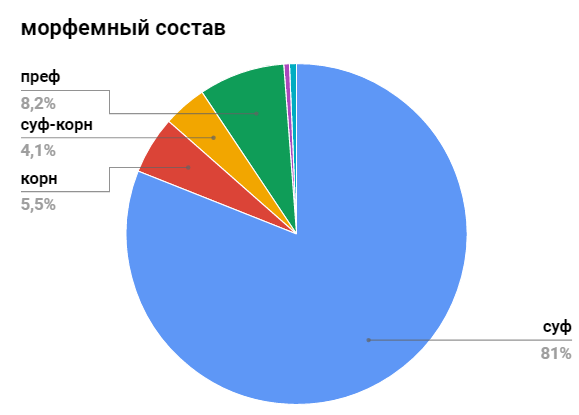 морфемный состав
преф
8,2%
суф-корн
4,1%
корн
5,5%
суф
81%